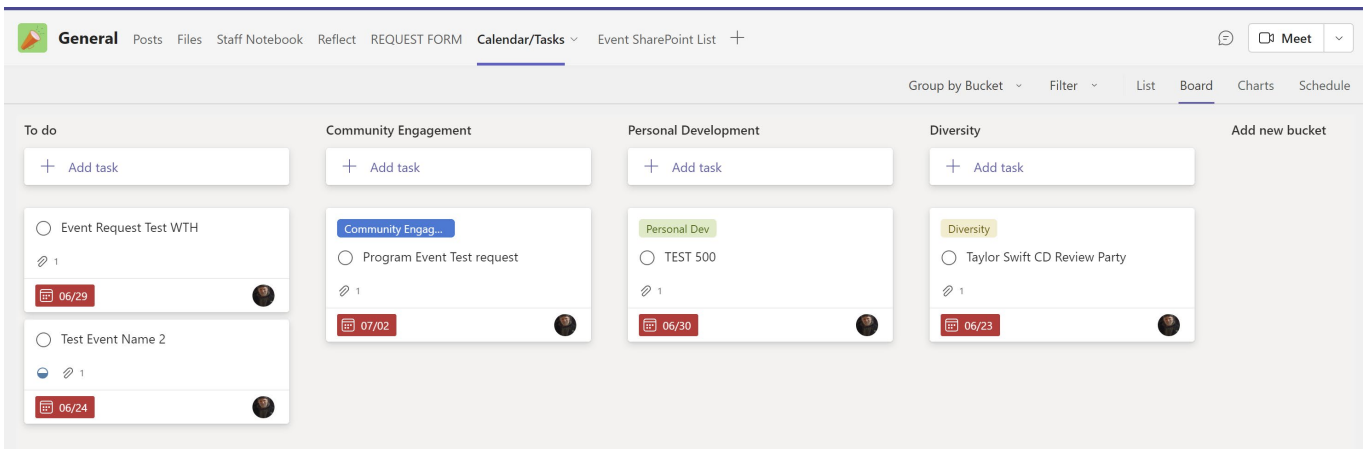 General Posts Files Staff Notebook Reflect REQUEST FORM Calendar/Tasks Event SharePoint List Meet
Group by Bucket Filter List Board Charts Schedule
To do
Add task
Event Request Test WTH
1
06/29
Test Event Name 2
1
06/24
Community Engagement
Add task
Community Engag...
Program Event Test request
1
07/02
Personal Development
Add task
Personal Dev
TEST 500
1
06/30
Diversity
Add task
Diversity
Taylor Swift CD Review Party
1
06/23
Add new bucket